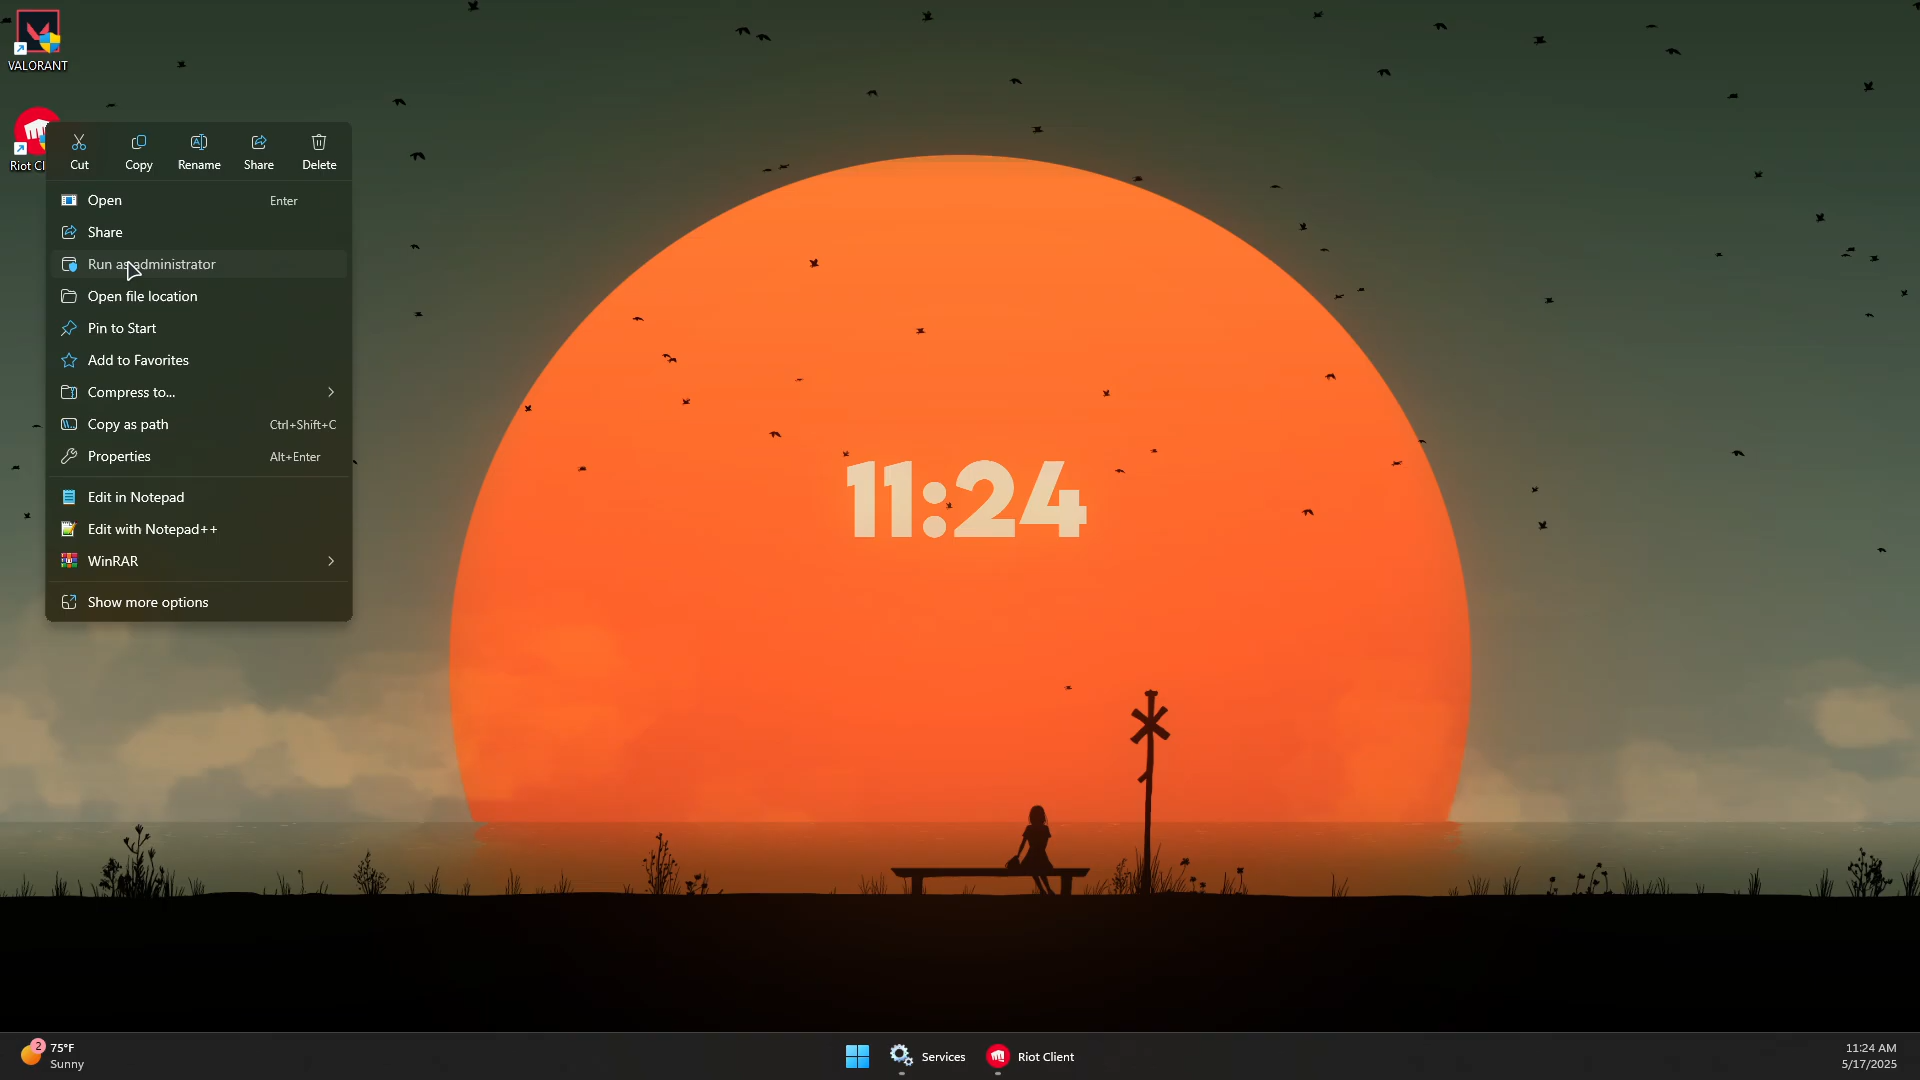 VALORANT
Riot Cl
Cut Copy Rename Share Delete
Open Enter
Share
Run as administrator
Open file location
Pin to Start
Add to Favorites
Compress to...
Copy as path Ctrl+Shift+C
Properties Alt+Enter
Edit in Notepad
Edit with Notepad++
WinRAR
Show more options
11:24
2
75°F
Sunny
Services
Riot Client
11:24 AM
5/17/2025